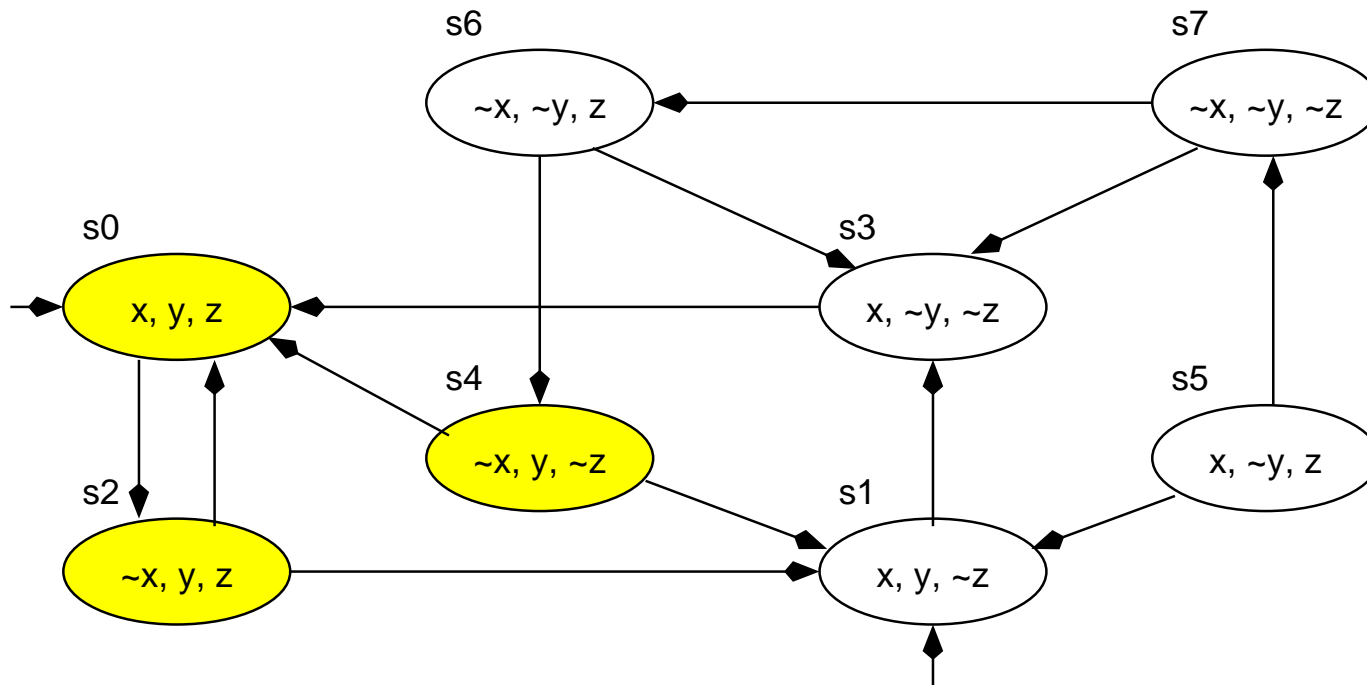 s6
s7
~x, ~y, z
~x, ~y, ~z
s0
s3
x, y, z
x, ~y, ~z
s4
s5
~x, y, ~z
x, ~y, z
s2
s1
~x, y, z
x, y, ~z